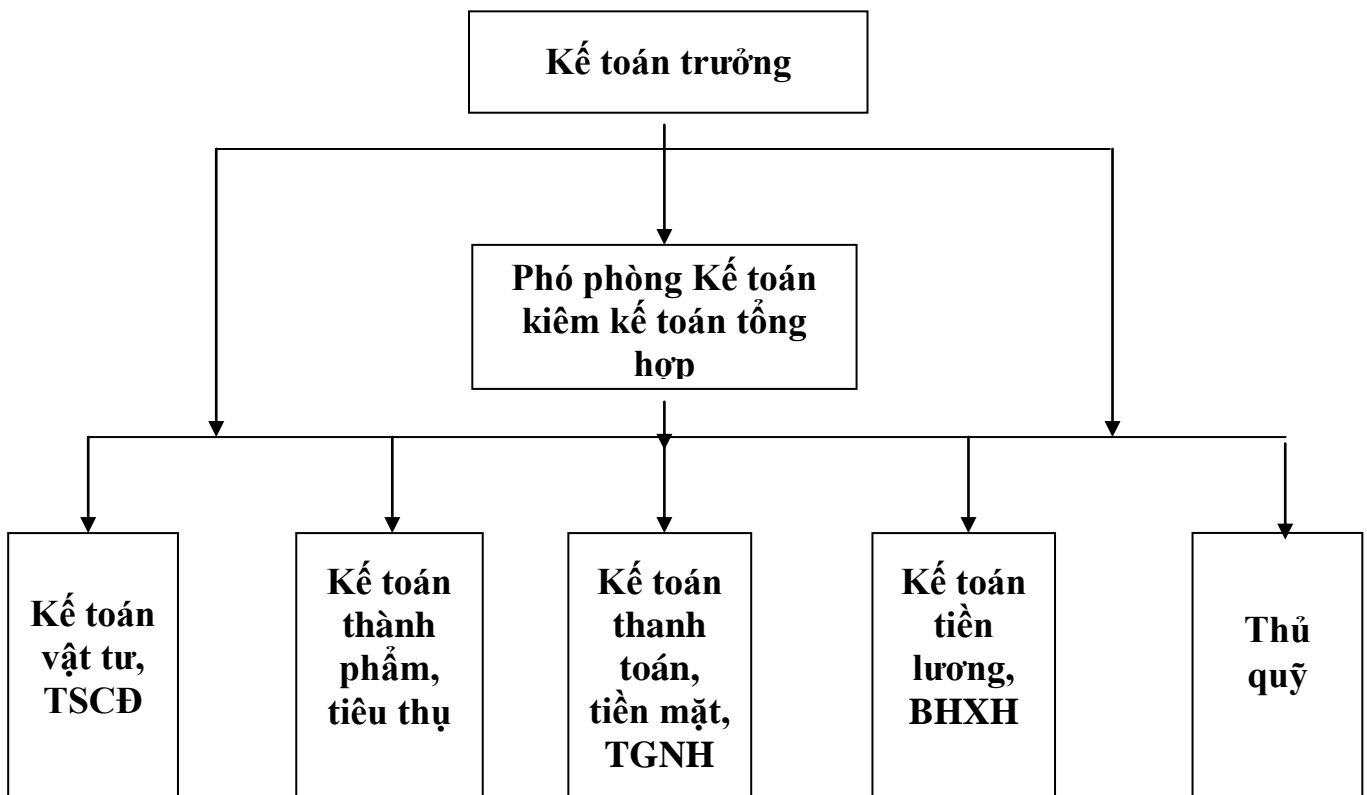 Kế toán trưởng
Phó phòng Kế toán
kiêm kế toán tổng
hợp
Kế toán
vật tư,
TSCĐ
Kế toán
thành
phẩm,
tiêu thụ
Kế toán
thanh
toán,
tiền mặt,
TGNH
Kế toán
tiền
lương,
BHXH
Thủ
quỹ